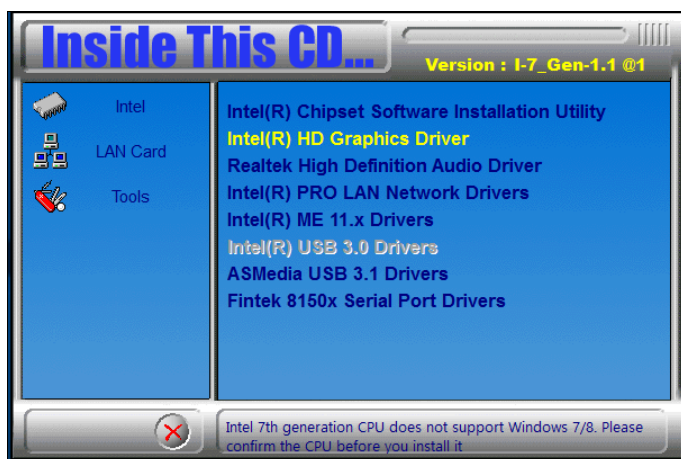 Inside This CD...
Version : I-7_Gen-1.1 @1
Intel
LAN Card
Tools
Intel(R) Chipset Software Installation Utility
Intel(R) HD Graphics Driver
Realtek High Definition Audio Driver
Intel(R) PRO LAN Network Drivers
Intel(R) ME 11.x Drivers
Intel(R) USB 3.0 Drivers
ASMedia USB 3.1 Drivers
Fintek 8150x Serial Port Drivers
Intel 7th generation CPU does not support Windows 7/8. Please
confirm the CPU before you install it